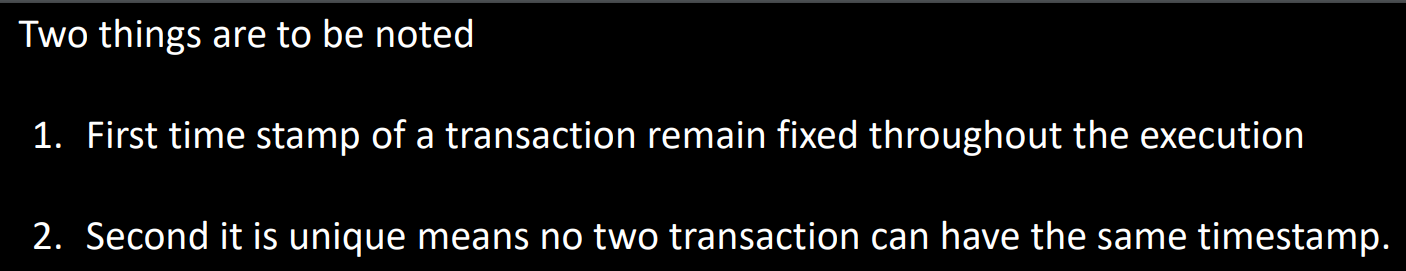 Two things are to be noted
1. First time stamp of a transaction remain fixed throughout the execution
2. Second it is unique means no two transaction can have the same timestamp.